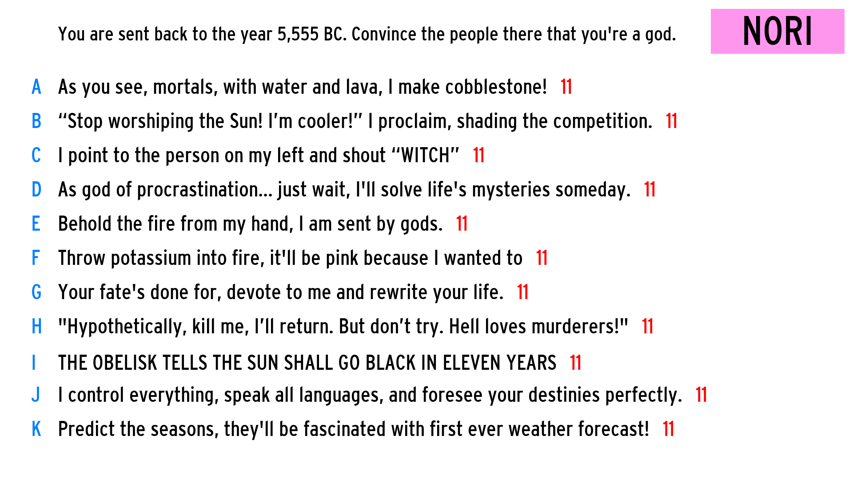 You are sent back to the year 5,555 BC. Convince the people there that you're a god.
NORI
A As you see, mortals, with water and lava, I make cobblestone! 11
B “Stop worshiping the Sun! I’m cooler!” I proclaim, shading the competition. 11
C I point to the person on my left and shout “WITCH” 11
D As god of procrastination... just wait, I'll solve life's mysteries someday. 11
E Behold the fire from my hand, I am sent by gods. 11
F Throw potassium into fire, it'll be pink because I wanted to 11
G Your fate's done for, devote to me and rewrite your life. 11
H "Hypothetically, kill me, I’ll return. But don’t try. Hell loves murderers!" 11
I THE OBELISK TELLS THE SUN SHALL GO BLACK IN ELEVEN YEARS 11
J I control everything, speak all languages, and foresee your destinies perfectly. 11
K Predict the seasons, they'll be fascinated with first ever weather forecast! 11